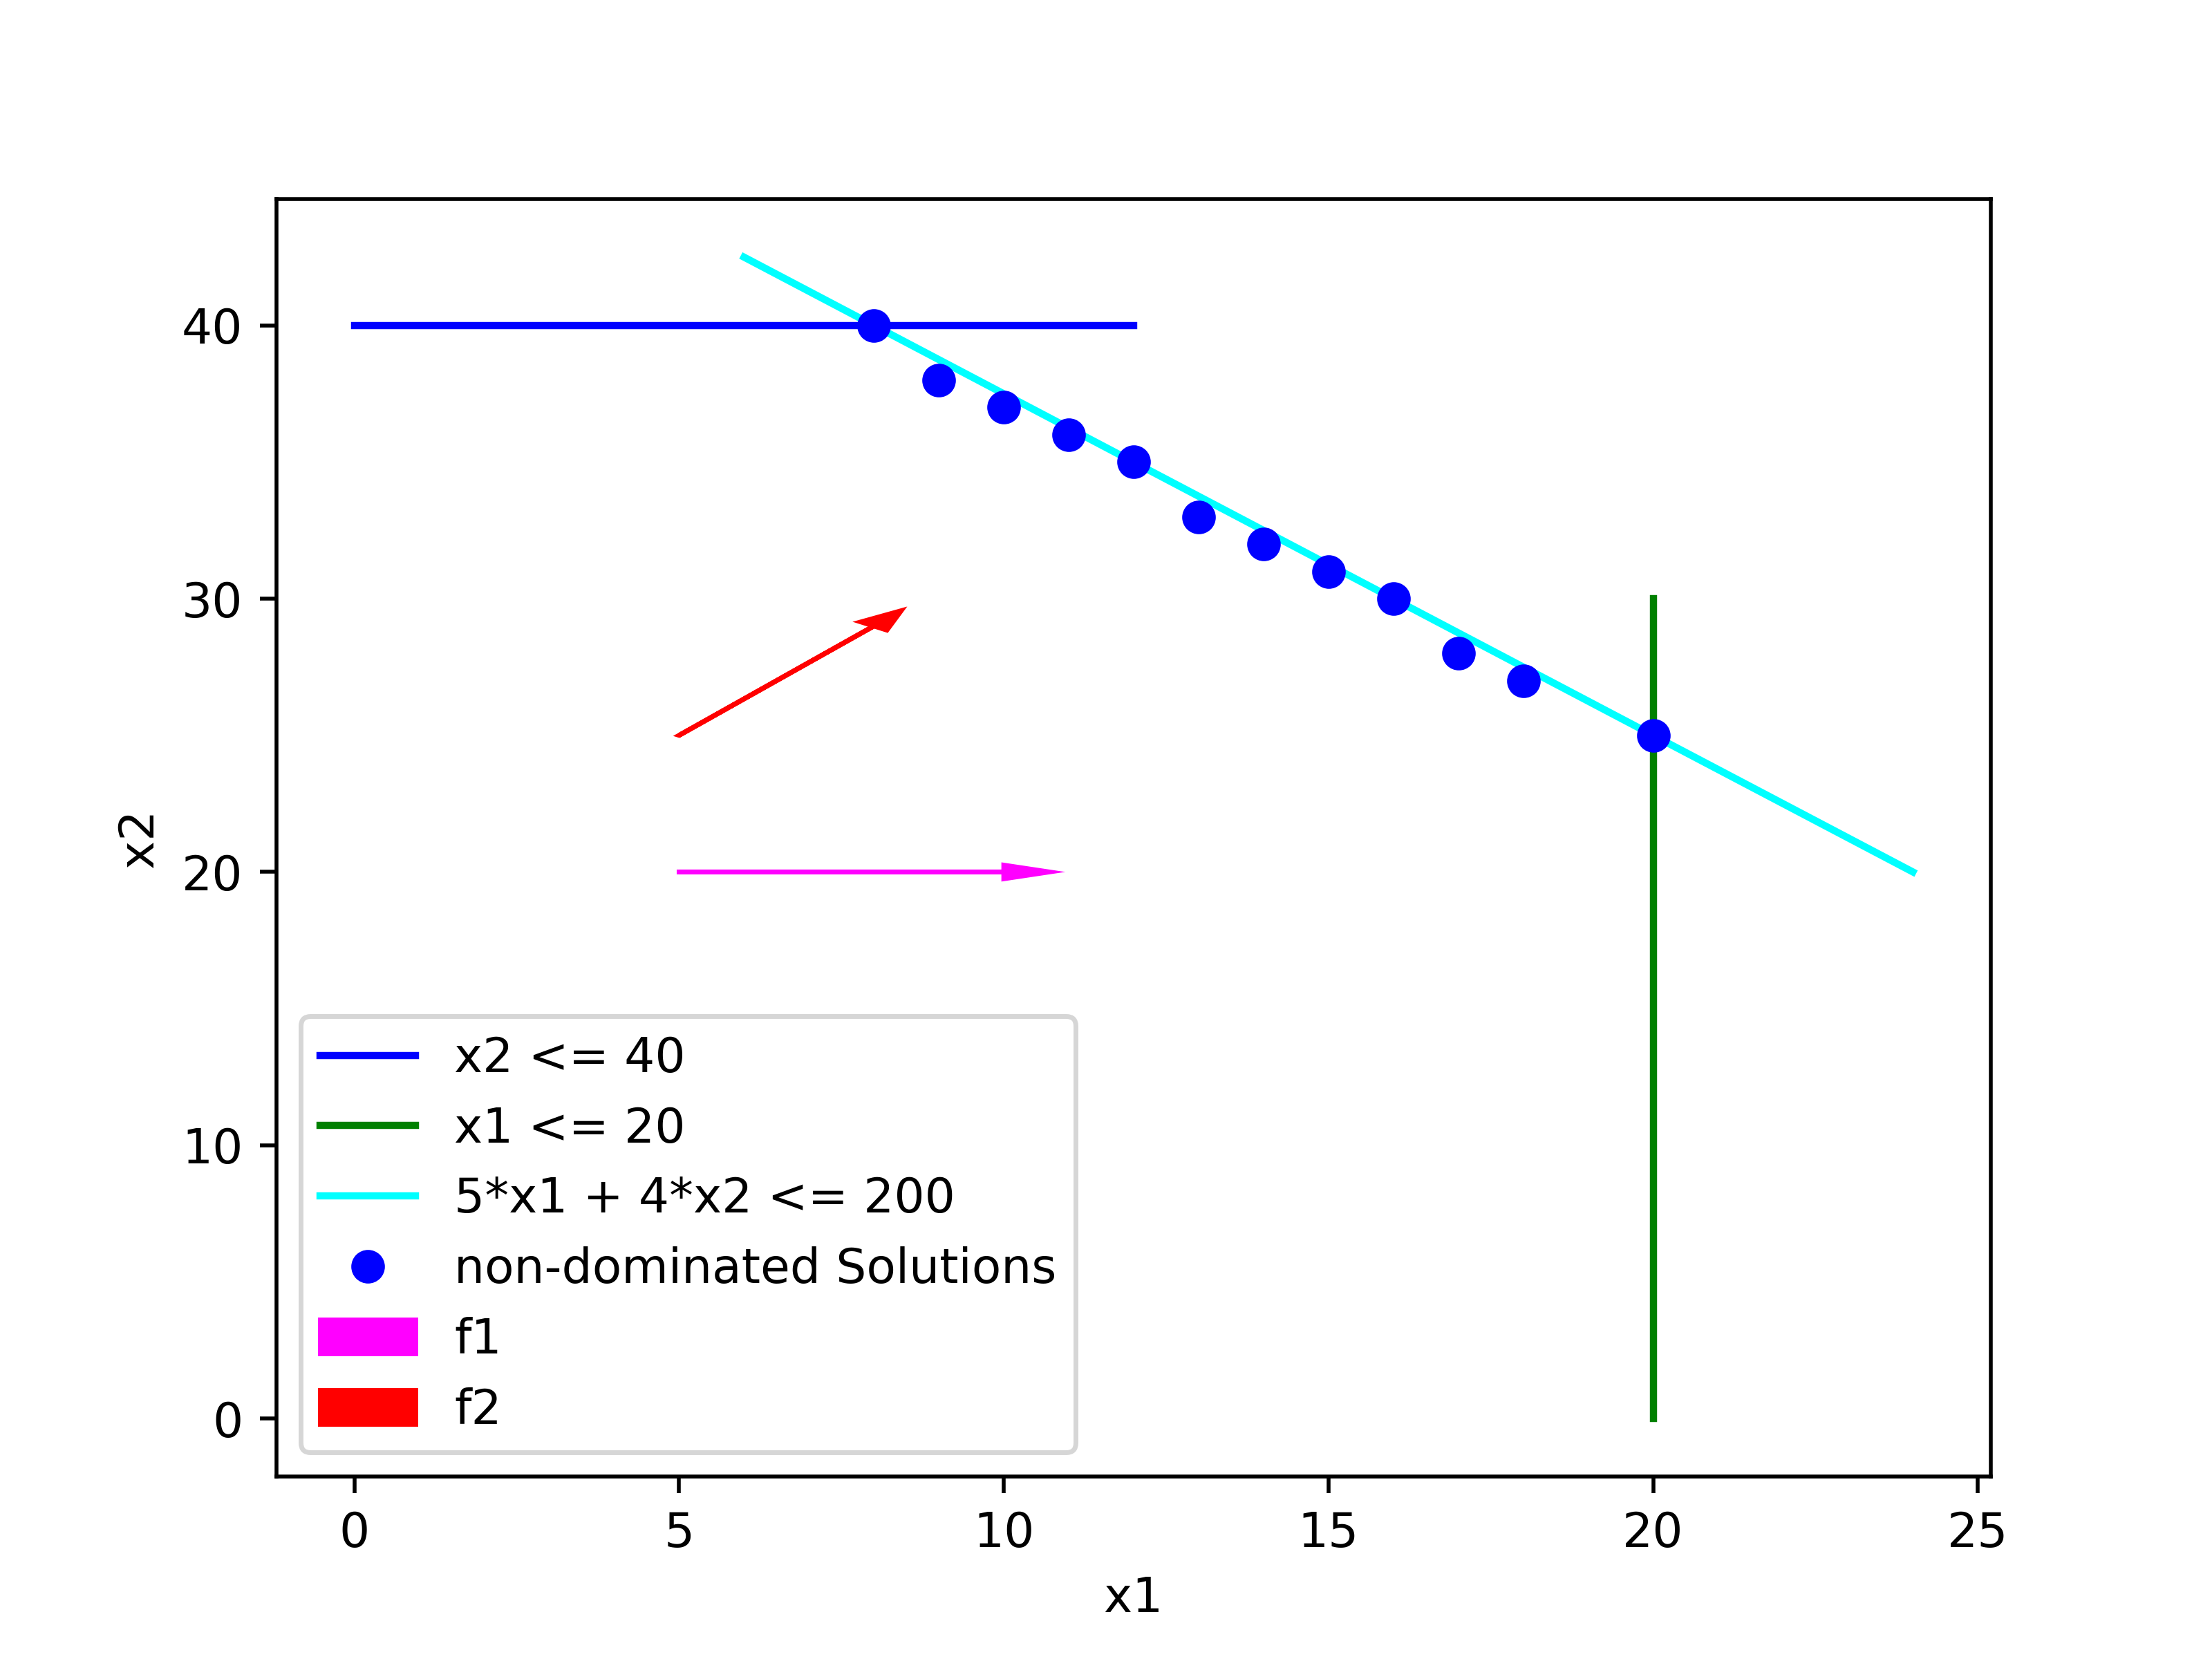 40
30
20
10
0
x2
x2 <= 40
x1 <= 20
5*x1 + 4*x2 <= 200
non-dominated Solutions
f1
f2
0 5 10 15 20 25
x1